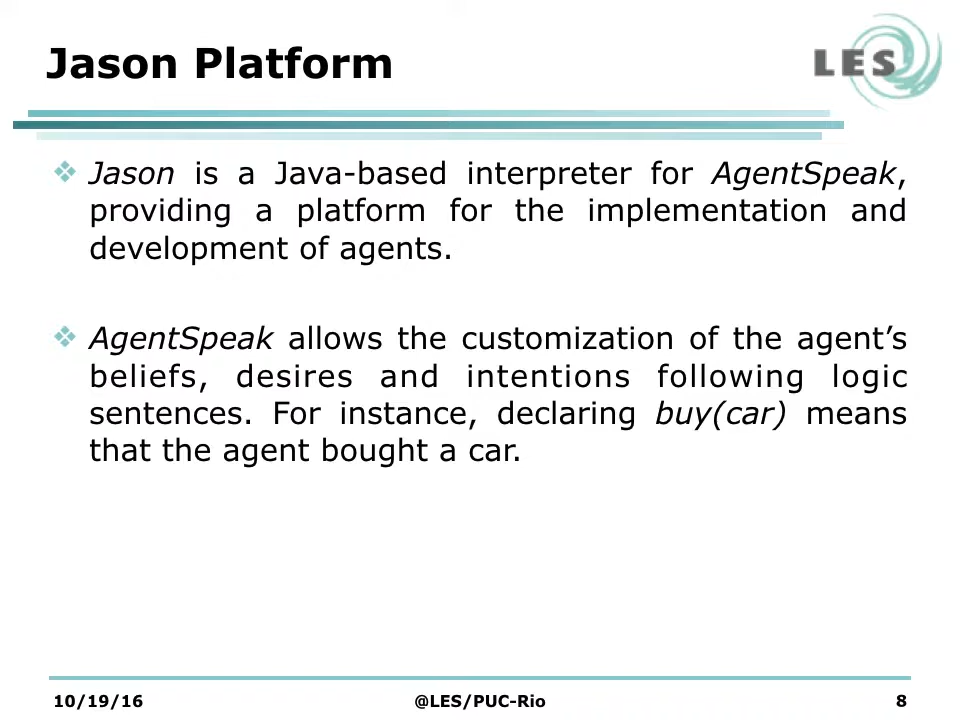 Jason Platform
LES
Jason is a Java-based interpreter for AgentSpeak,
providing a platform for the implementation and
development of agents.
AgentSpeak allows the customization of the agent’s
beliefs, desires and intentions following logic
sentences. For instance, declaring buy(car) means
that the agent bought a car.
10/19/16 @LES/PUC-Rio 8